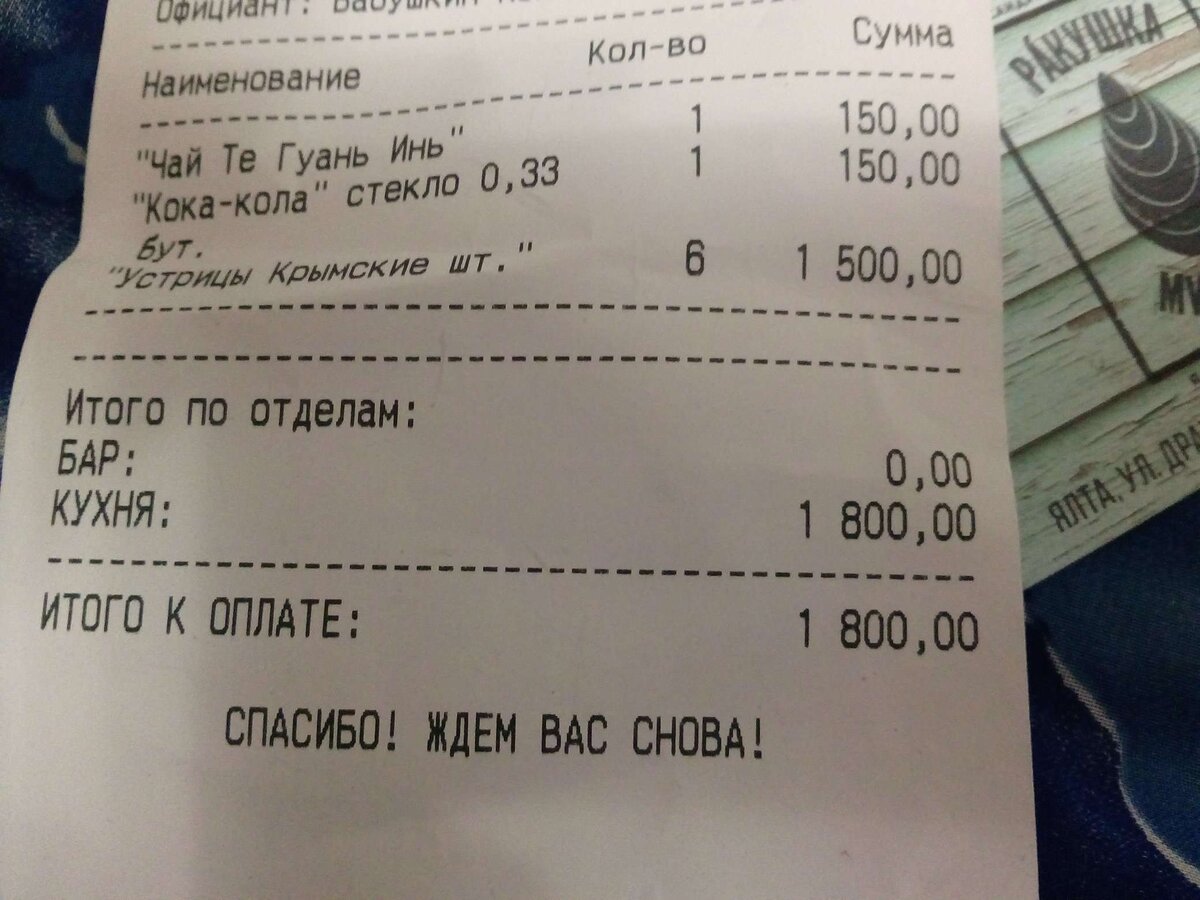 Официант:
Наименование Кол-во Сумма
"Чай Те Гуань Инь" 1 150,00
"Кока-кола" стекло 0,33 1 150,00
бут.
"Устрицы Крымские шт." 6 1 500,00
Итого по отделам:
БАР: 0,00
КУХНЯ: 1 800,00
ИТОГО К ОПЛАТЕ: 1 800,00
СПАСИБО! ЖДЕМ ВАС СНОВА!
РАКУШКА
ЯЛТА, УЛ.